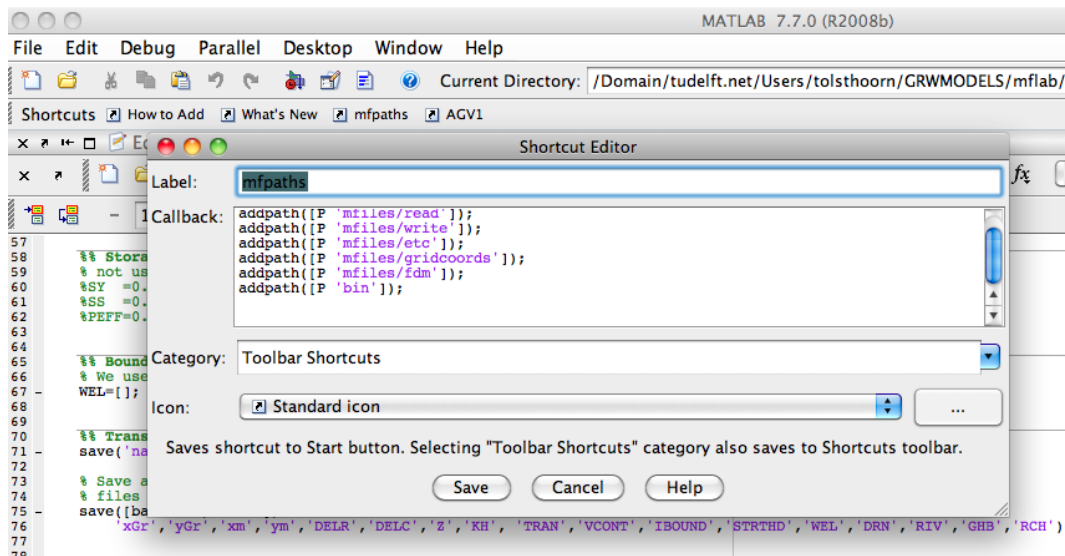 MATLAB 7.7.0 (R2008b)
File Edit Debug Parallel Desktop Window Help
Current Directory: /Domain/tudelft.net/Users/tolsthoorn/GRWMODELS/mflab/
Shortcuts How to Add What's New mfpaths AGV1
Shortcut Editor
Label: mfpaths
fx
Callback: addpath([P 'mfiles/read']);
addpath([P 'mfiles/write']);
addpath([P 'mfiles/etc']);
addpath([P 'mfiles/gridcoords']);
addpath([P 'mfiles/fdm']);
addpath([P 'bin']);
Category: Toolbar Shortcuts
Icon: Standard icon ...
Saves shortcut to Start button. Selecting "Toolbar Shortcuts" category also saves to Shortcuts toolbar.
Save Cancel Help
57
58 %% Stora
59 % not us
60 %SY =0.
61 %SS =0.
62 %PEFF=0.
63
64
65 %% Bound
66 % We use
67 - WEL=[];
68
69
70 %% Trans
71 - save('na
72
73 % Save a
74 % files
75 - save([ba
76 'xGr','yGr','xm','ym','DELR','DELC','Z','KH', 'TRAN','VCONT','IBOUND','STRTHD','WEL','DRN','RIV','GHB','RCH')
77
78